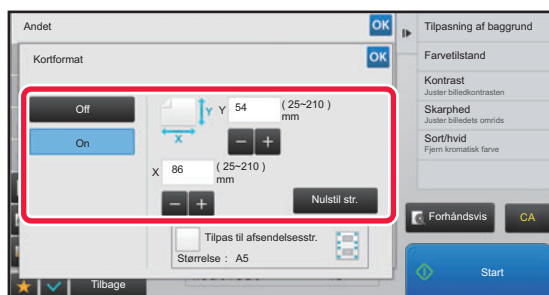 Andet
OK
Kortformat
OK
Off
On
Y
Y
54
( 25~210 )
mm
X
X
86
( 25~210 )
mm
Nulstil str.
Tilpas til afsendelsesstr.
Størrelse : A5
Tilbage
Tilpasning af baggrund
Farvetilstand
Kontrast
Juster billedkontrasten
Skarphed
Juster billedets omrids
Sort/hvid
Fjern kromatisk farve
Forhåndsvis
CA
Start